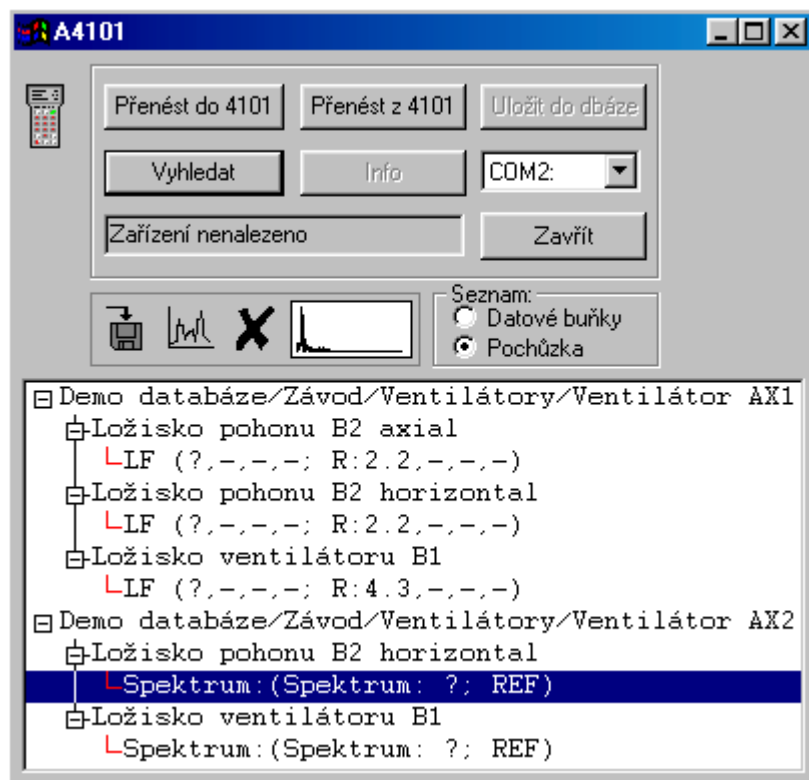 A4101
Přenést do 4101 Přenést z 4101 Uložit do dbáze
Vyhledat Info COM2:
Zařízení nenalezeno Zavřít
Seznam:
Datové buňky
Pochůzka
Demo databáze/Závod/Ventilátory/Ventilátor AX1
Ložisko pohonu B2 axial
LF (?,-,-,-; R:2.2,-,-,-)
Ložisko pohonu B2 horizontal
LF (?,-,-,-; R:2.2,-,-,-)
Ložisko ventilátoru B1
LF (?,-,-,-; R:4.3,-,-,-)
Demo databáze/Závod/Ventilátory/Ventilátor AX2
Ložisko pohonu B2 horizontal
Spektrum:(Spektrum: ?; REF)
Ložisko ventilátoru B1
Spektrum:(Spektrum: ?; REF)